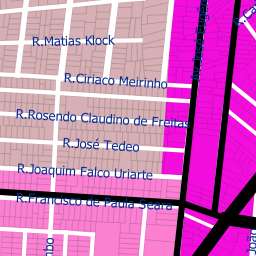 R.Matias Klock
R.Ciriaco Meirinho
R.Rosendo Claudino de Freitas
R.José Tedeo
R.Joaquim Falco Uriarte
R.Francisco de Paula Seara